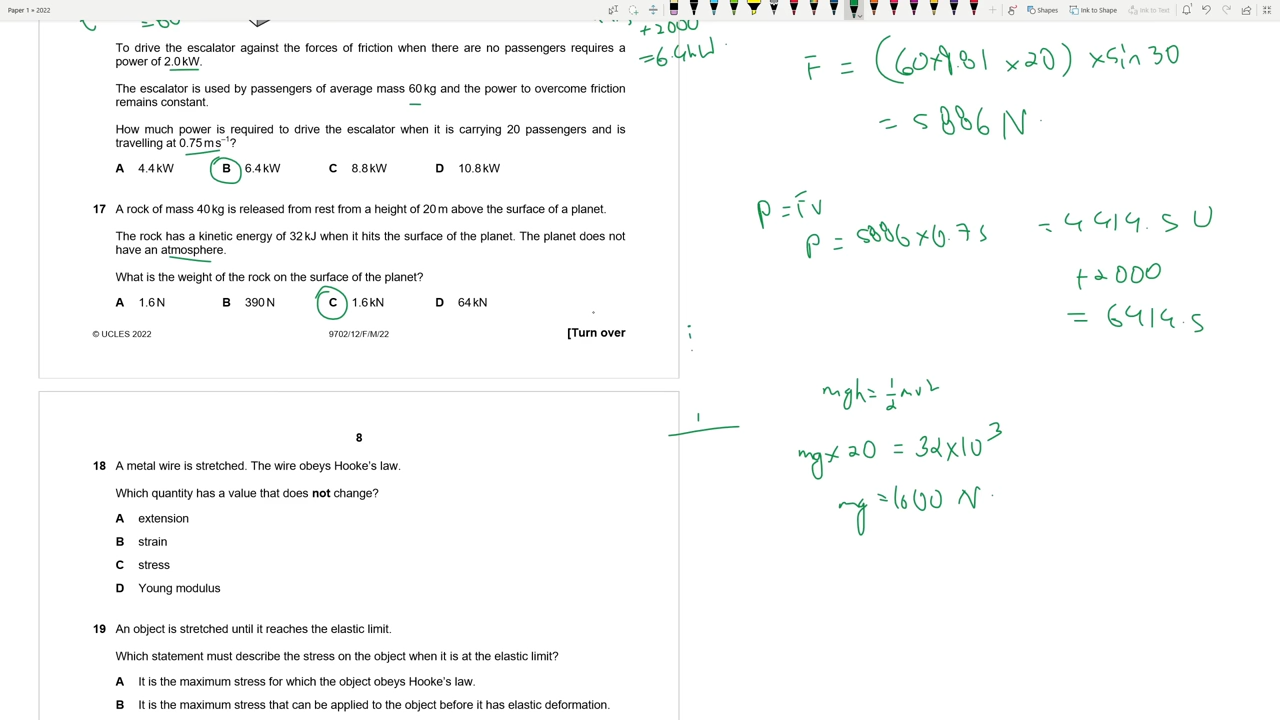 Paper 1 • 2022
Shapes
Ink to Shape
Ink to Text
+2000
=6.4kW
To drive the escalator against the forces of friction when there are no passengers requires a
power of 2.0 kW.
The escalator is used by passengers of average mass 60 kg and the power to overcome friction
remains constant.
How much power is required to drive the escalator when it is carrying 20 passengers and is
travelling at 0.75 m s⁻¹?
A 4.4 kW B 6.4 kW C 8.8 kW D 10.8 kW
17 A rock of mass 40 kg is released from rest from a height of 20 m above the surface of a planet.
The rock has a kinetic energy of 32 kJ when it hits the surface of the planet. The planet does not
have an atmosphere.
What is the weight of the rock on the surface of the planet?
A 1.6 N B 390 N C 1.6 kN D 64 kN
© UCLES 2022 9702/12/F/M/22 [Turn over
8
18 A metal wire is stretched. The wire obeys Hooke's law.
Which quantity has a value that does not change?
A extension
B strain
C stress
D Young modulus
19 An object is stretched until it reaches the elastic limit.
Which statement must describe the stress on the object when it is at the elastic limit?
A It is the maximum stress for which the object obeys Hooke's law.
B It is the maximum stress that can be applied to the object before it has elastic deformation.
F = (60×9.81 ×20) ×sin 30
= 5886 N.
P = Fv
P = 5886×0.75 = 4414.5 W
+2000
= 6414.5
mgh = ½mv²
mg×20 = 32×10³
mg = 1600 N.